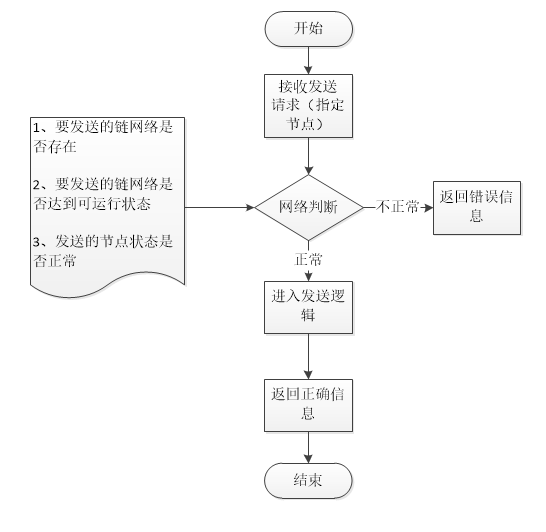 开始
接收发送
请求（指定
节点）
1、要发送的链网络是
否存在
2、要发送的链网络是
否达到可运行状态
3、发送的节点状态是
否正常
网络判断
不正常
返回错误信
息
正常
进入发送逻
辑
返回正确信
息
结束